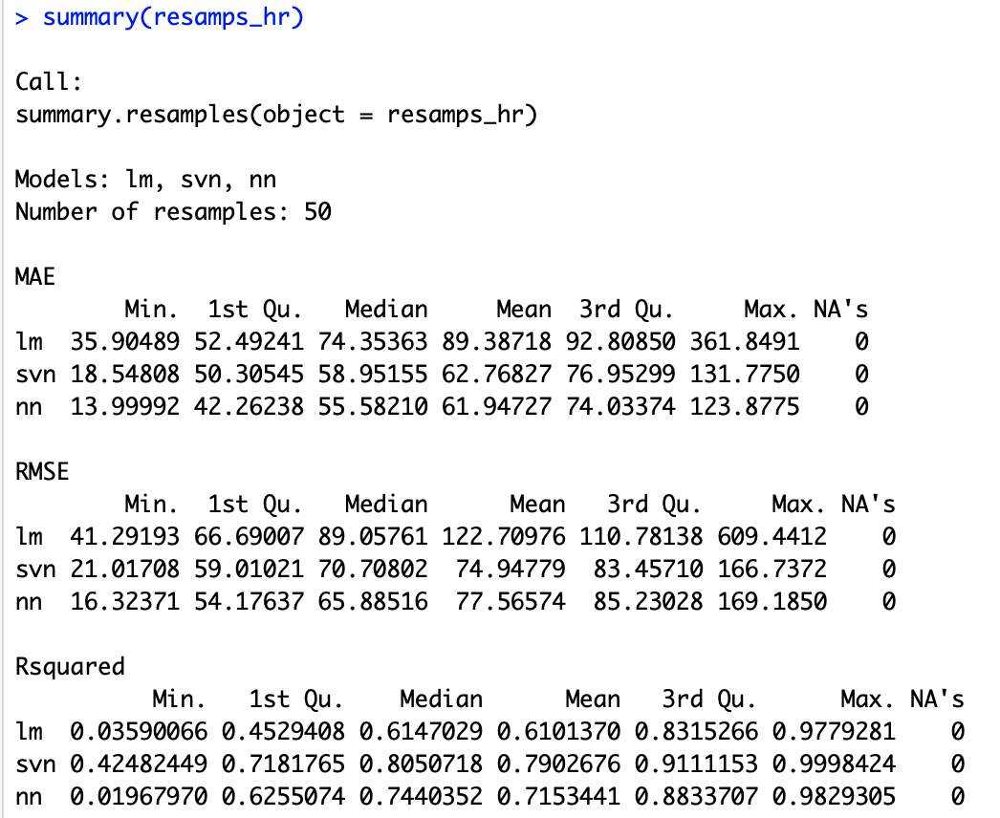 > summary(resamps_hr)
Call:
summary.resamples(object = resamps_hr)
Models: lm, svn, nn
Number of resamples: 50
MAE
Min. 1st Qu. Median Mean 3rd Qu. Max. NA's
lm 35.90489 52.49241 74.35363 89.38718 92.80850 361.8491 0
svn 18.54808 50.30545 58.95155 62.76827 76.95299 131.7750 0
nn 13.99992 42.26238 55.58210 61.94727 74.03374 123.8775 0
RMSE
Min. 1st Qu. Median Mean 3rd Qu. Max. NA's
lm 41.29193 66.69007 89.05761 122.70976 110.78138 609.4412 0
svn 21.01708 59.01021 70.70802 74.94779 83.45710 166.7372 0
nn 16.32371 54.17637 65.88516 77.56574 85.23028 169.1850 0
Rsquared
Min. 1st Qu. Median Mean 3rd Qu. Max. NA's
lm 0.03590066 0.4529408 0.6147029 0.6101370 0.8315266 0.9779281 0
svn 0.42482449 0.7181765 0.8050718 0.7902676 0.9111153 0.9998424 0
nn 0.01967970 0.6255074 0.7440352 0.7153441 0.8833707 0.9829305 0